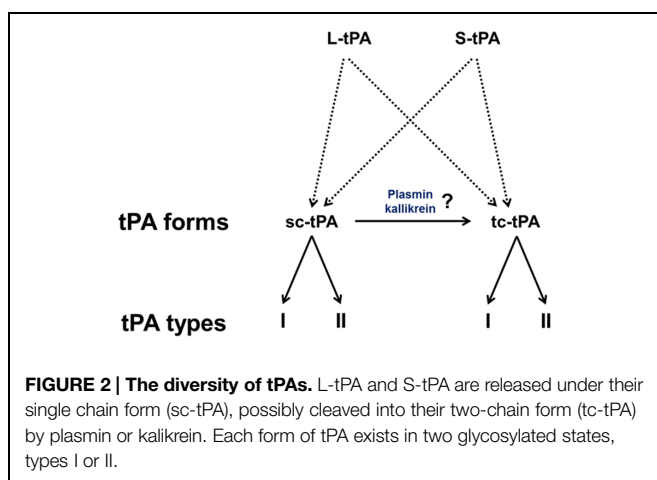 L-tPA S-tPA
Plasmin
kallikrein ?
tPA forms sc-tPA tc-tPA
tPA types I II I II
FIGURE 2 | The diversity of tPAs. L-tPA and S-tPA are released under their
single chain form (sc-tPA), possibly cleaved into their two-chain form (tc-tPA)
by plasmin or kalikrein. Each form of tPA exists in two glycosylated states,
types I or II.